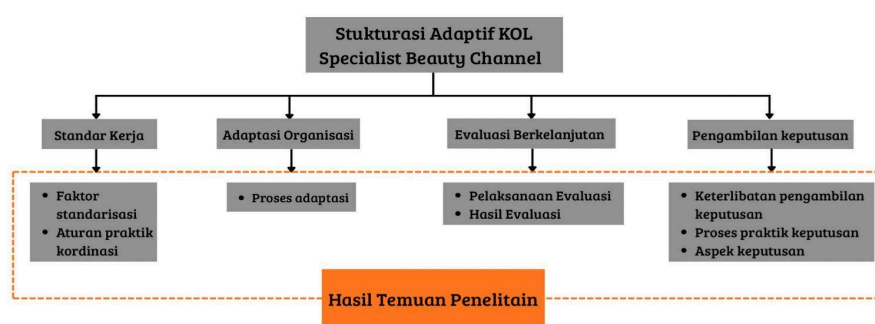 Stukturasi Adaptif KOL
Specialist Beauty Channel
Standar Kerja
Adaptasi Organisasi
Evaluasi Berkelanjutan
Pengambilan keputusan
• Faktor
standarisasi
• Aturan praktik
kordinasi
• Proses adaptasi
• Pelaksanaan Evaluasi
• Hasil Evaluasi
• Keterlibatan pengambilan
keputusan
• Proses praktik keputusan
• Aspek keputusan
Hasil Temuan Penelitain